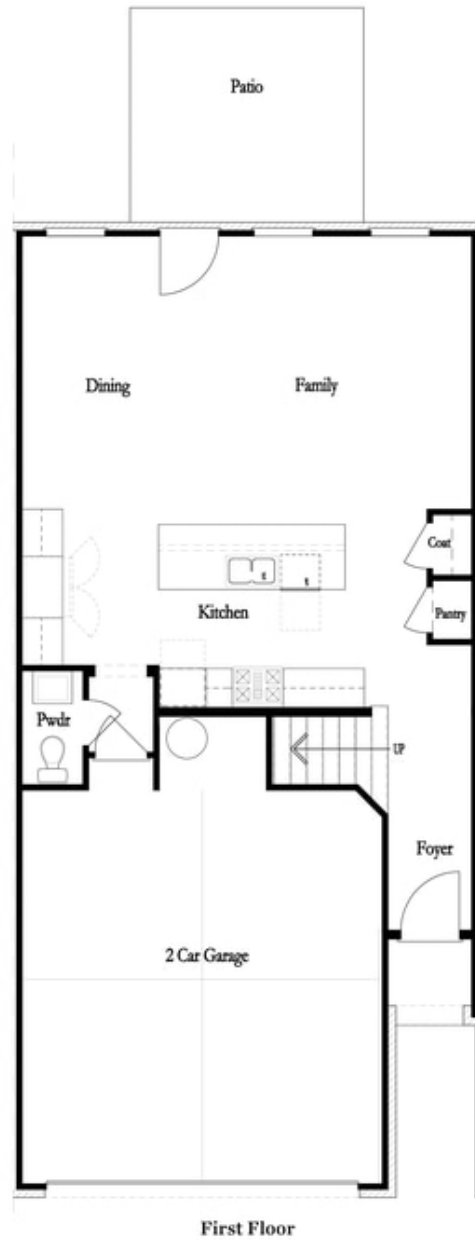 Patio
Dining
Family
Coat
Kitchen
Pantry
Pwdr
UP
Foyer
2 Car Garage
First Floor